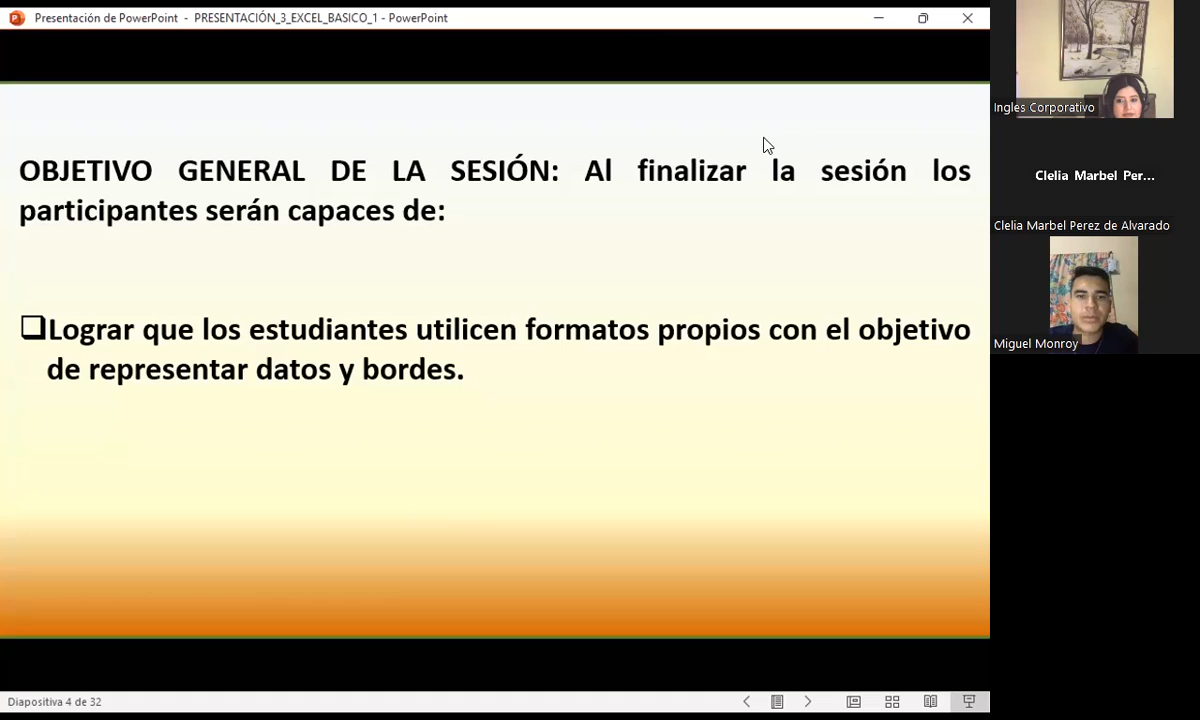 Presentación de PowerPoint - PRESENTACIÓN_3_EXCEL_BASICO_1 - PowerPoint
OBJETIVO GENERAL DE LA SESIÓN: Al finalizar la sesión los
participantes serán capaces de:
Lograr que los estudiantes utilicen formatos propios con el objetivo
de representar datos y bordes.
Diapositiva 4 de 32
Ingles Corporativo
Clelia Marbel Per...
Clelia Marbel Perez de Alvarado
Miguel Monroy